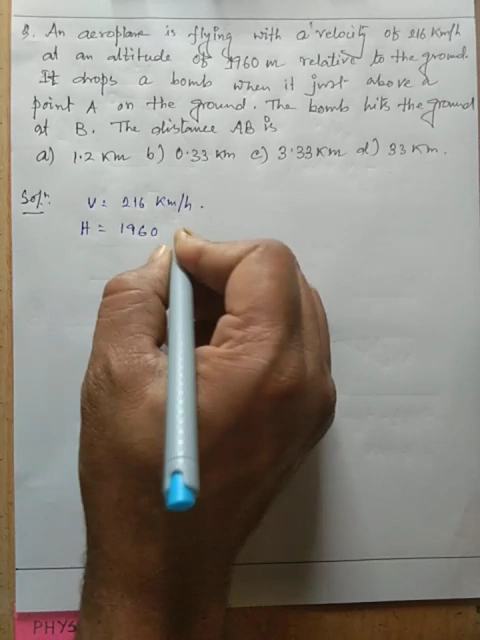 Q. An aeroplane is flying with a velocity of 216 Km/h
at an altitude of 1960 m relative to the ground.
It drops a bomb when it just above a
point A on the ground. The bomb hits the ground
at B. The distance AB is
a) 1.2 Km b) 0.33 Km c) 3.33 Km d) 33 Km.
Solⁿ:
V = 216 Km/h.
H = 1960
PHYS